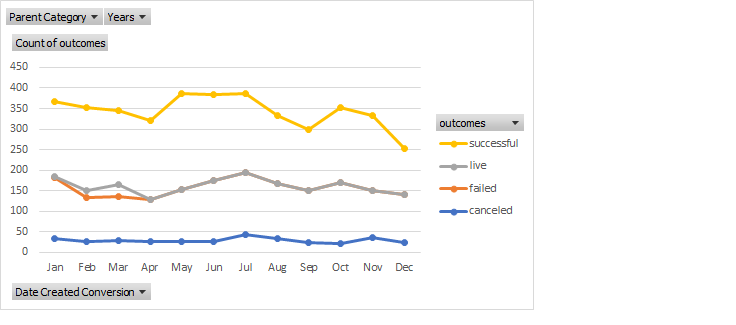 Parent Category Years
Count of outcomes
450
400
350
300
250
200
150
100
50
0
Jan Feb Mar Apr May Jun Jul Aug Sep Oct Nov Dec
outcomes
successful
live
failed
canceled
Date Created Conversion